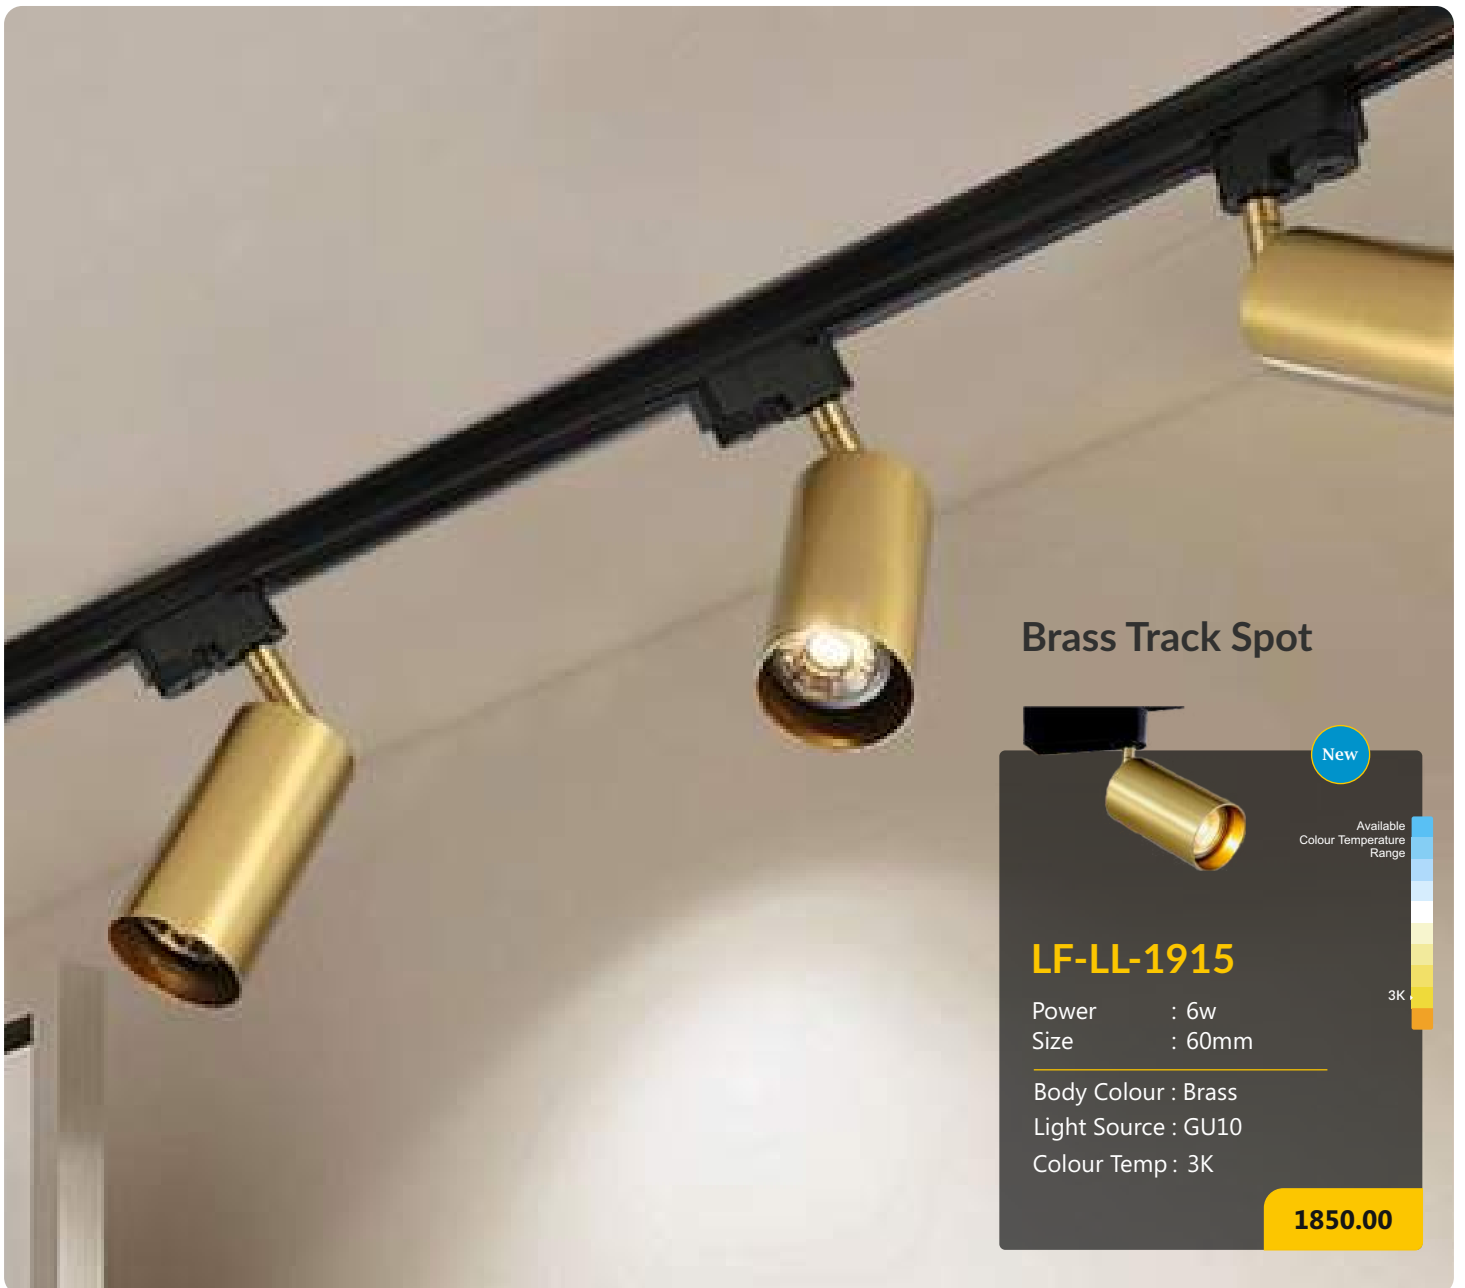 Brass Track Spot
New
Available
Colour Temperature
Range
LF-LL-1915
3K
Power : 6w
Size : 60mm
Body Colour : Brass
Light Source : GU10
Colour Temp : 3K
1850.00